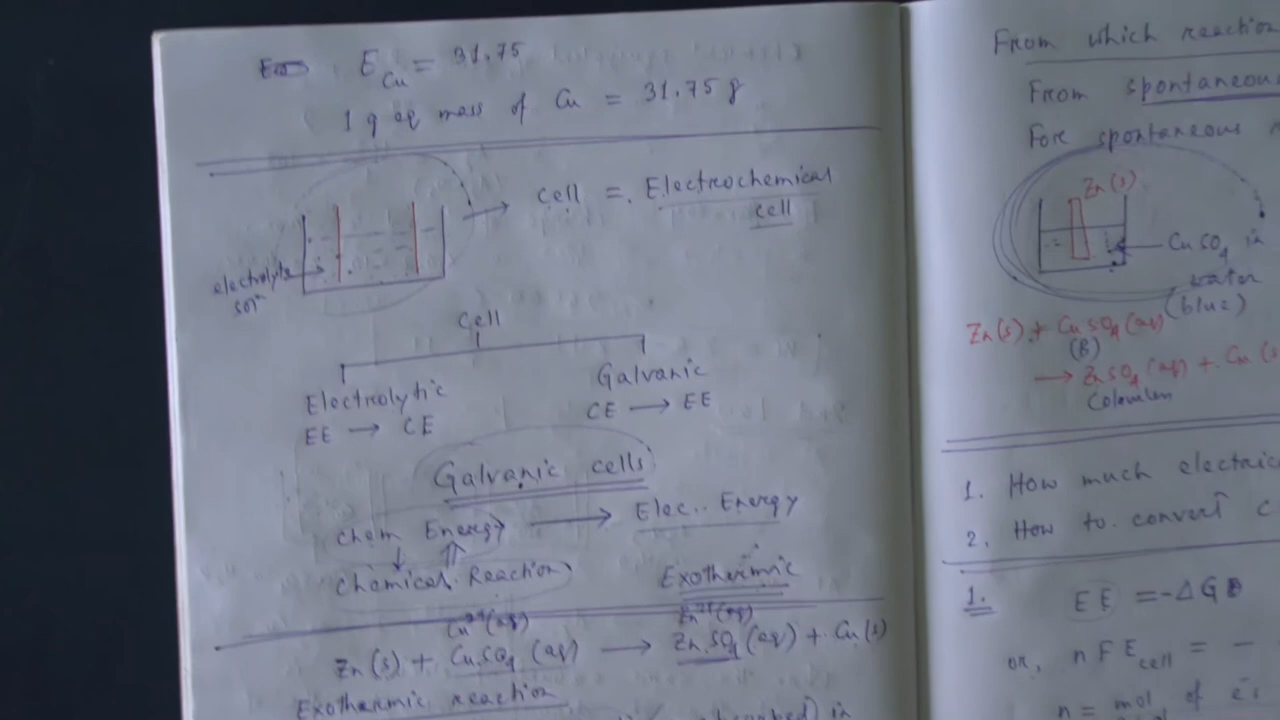 E_Cu = 31.75
1 g eq mass of Cu = 31.75 g
cell = Electrochemical
cell
electrolyte
solⁿ
Cell
Electrolytic
EE → CE
Galvanic
CE → EE
Galvanic cells
chem Energy → Elec. Energy
Chemical Reaction
Exothermic
Cu²⁺(aq)
Zn²⁺(aq)
Zn(s) + CuSO₄ (aq) → ZnSO₄ (aq) + Cu(s)
Exothermic reaction
absorbed) in
From which reaction
From spontaneous
Fore spontaneous
Zn(s)
CuSO₄ in
water
(blue)
Zn(s) + CuSO₄(aq)
(B)
→ ZnSO₄(aq) + Cu(s
1. How much electric
2. How to convert C
1. EE = -ΔG
or, nFE_cell = -
n = mol of e's